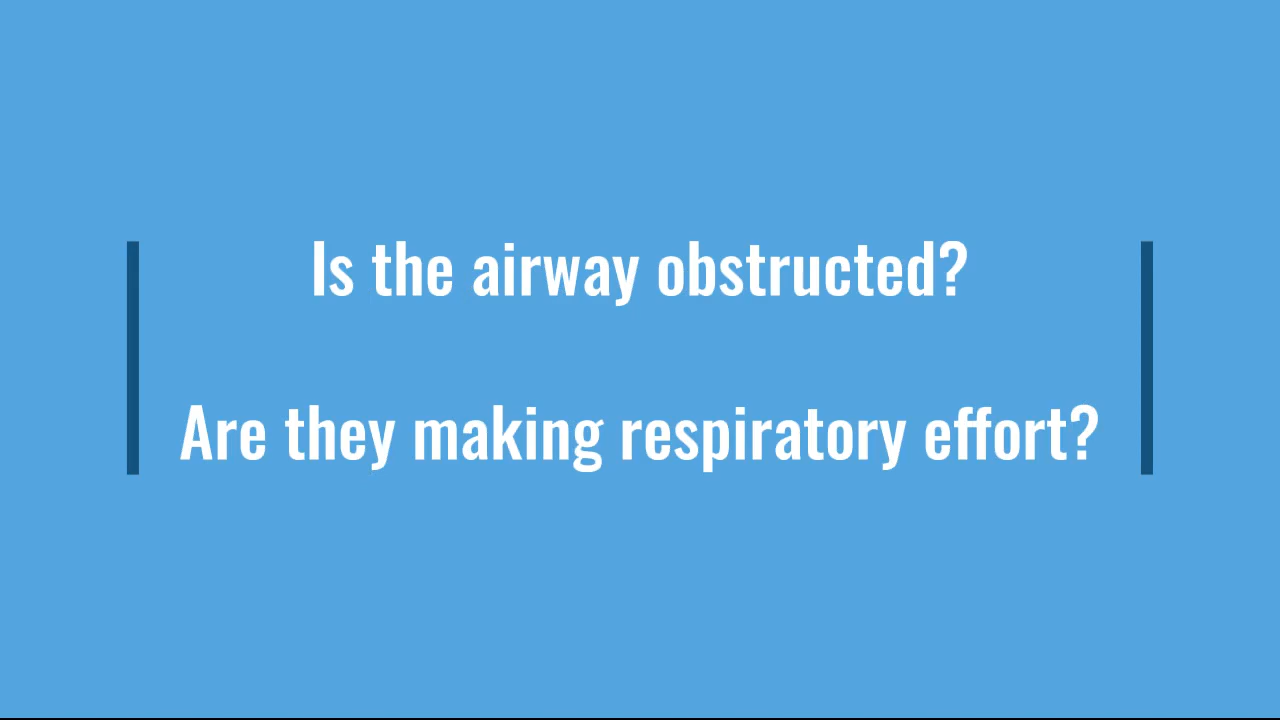 Is the airway obstructed?
Are they making respiratory effort?